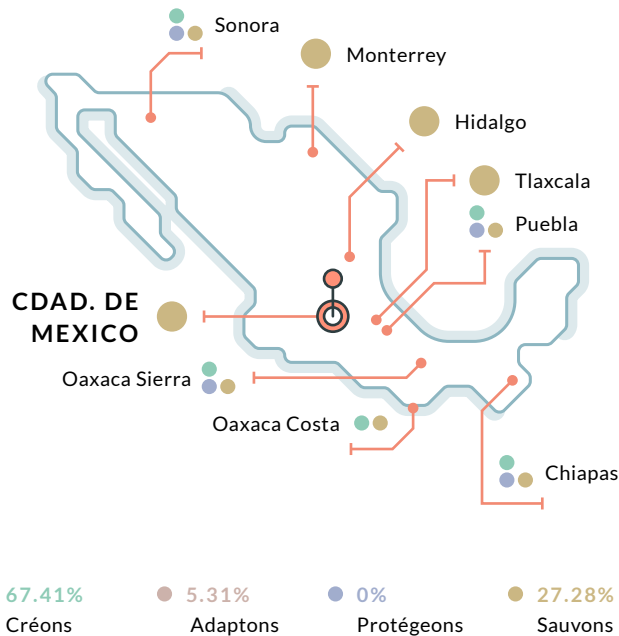 Sonora
Monterrey
Hidalgo
Tlaxcala
Puebla
CDAD. DE
MEXICO
Oaxaca Sierra
Oaxaca Costa
Chiapas
67.41% 5.31% 0% 27.28%
Créons Adaptons Protégeons Sauvons